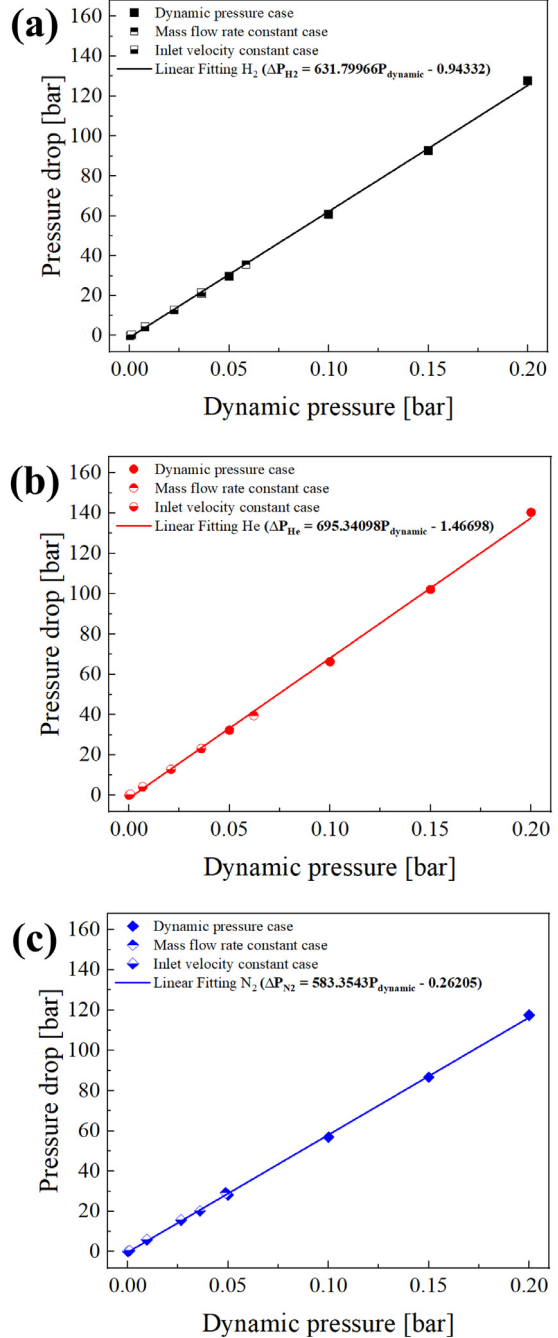 (a)
Dynamic pressure case
Mass flow rate constant case
Inlet velocity constant case
Linear Fitting H₂ (ΔP_H2 = 631.79966P_dynamic - 0.94332)
160
140
120
100
80
60
40
20
0
Pressure drop [bar]
0.00 0.05 0.10 0.15 0.20
Dynamic pressure [bar]
(b)
Dynamic pressure case
Mass flow rate constant case
Inlet velocity constant case
Linear Fitting He (ΔP_He = 695.34098P_dynamic - 1.46698)
160
140
120
100
80
60
40
20
0
Pressure drop [bar]
0.00 0.05 0.10 0.15 0.20
Dynamic pressure [bar]
(c)
Dynamic pressure case
Mass flow rate constant case
Inlet velocity constant case
Linear Fitting N₂ (ΔP_N2 = 583.3543P_dynamic - 0.26205)
160
140
120
100
80
60
40
20
0
Pressure drop [bar]
0.00 0.05 0.10 0.15 0.20
Dynamic pressure [bar]